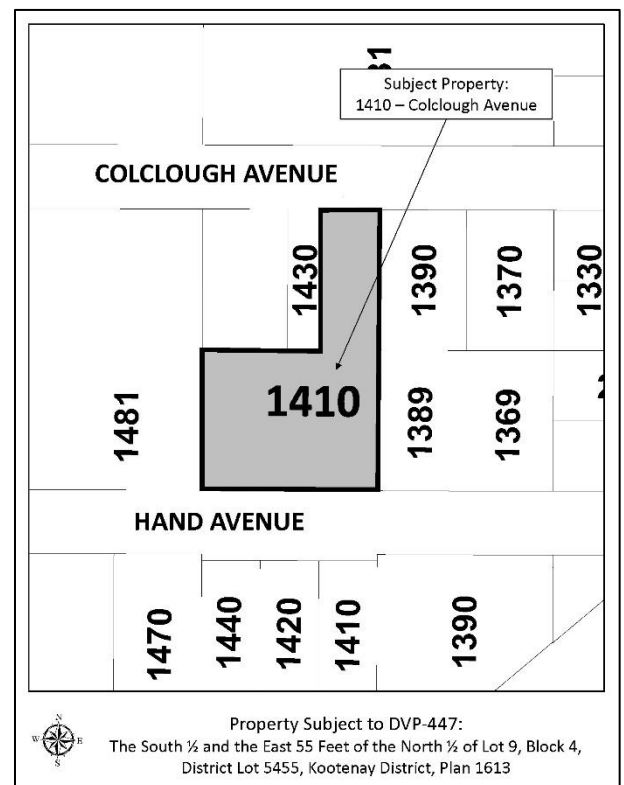 31
Subject Property:
1410 – Colclough Avenue
COLCLOUGH AVENUE
1430
1390
1370
1330
1481
1410
1389
1369
HAND AVENUE
1470
1440
1420
1410
1390
N
W E
S
Property Subject to DVP-447:
The South ½ and the East 55 Feet of the North ½ of Lot 9, Block 4,
District Lot 5455, Kootenay District, Plan 1613